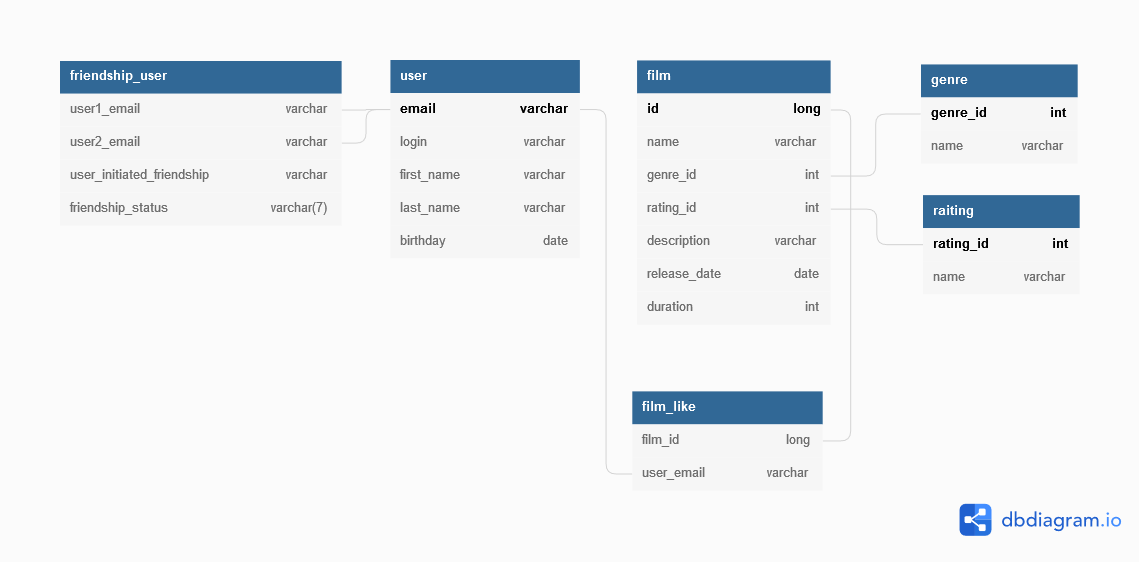 friendship_user
user1_email varchar
user2_email varchar
user_initiated_friendship varchar
friendship_status varchar(7)
user
email varchar
login varchar
first_name varchar
last_name varchar
birthday date
film
id long
name varchar
genre_id int
rating_id int
description varchar
release_date date
duration int
genre
genre_id int
name varchar
raiting
rating_id int
name varchar
film_like
film_id long
user_email varchar
dbdiagram.io